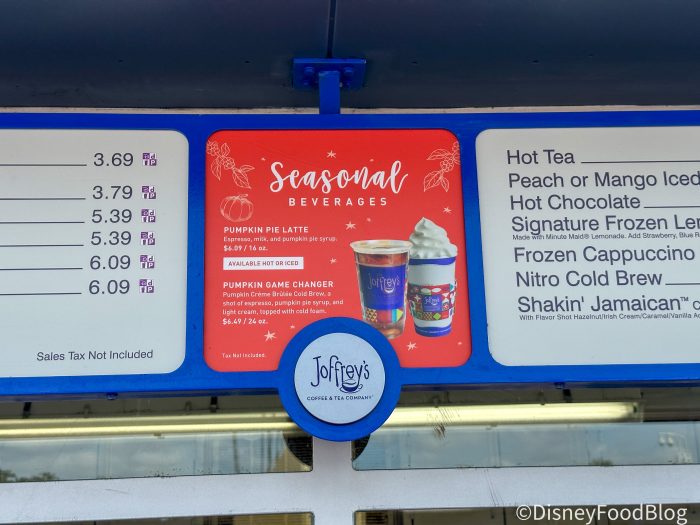 3.69
3.79
5.39
5.39
6.09
6.09
Sales Tax Not Included
Seasonal
BEVERAGES
PUMPKIN PIE LATTE
Espresso, milk, and pumpkin pie syrup.
$6.09 / 16 oz.
AVAILABLE HOT OR ICED
PUMPKIN GAME CHANGER
Pumpkin Crème Brûlée Cold Brew, a
shot of espresso, pumpkin pie syrup, and
light cream, topped with cold foam.
$6.49 / 24 oz.
Tax Not Included.
Joffrey's
Joffrey's
Joffrey's
COFFEE & TEA COMPANY
Hot Tea
Peach or Mango Iced
Hot Chocolate
Signature Frozen Lem
Made with Minute Maid® Lemonade. Add Strawberry, Blue R
Frozen Cappuccino
Nitro Cold Brew
Shakin' Jamaican™ c
With Flavor Shot Hazelnut/Irish Cream/Caramel/Vanilla
©DisneyFoodBlog